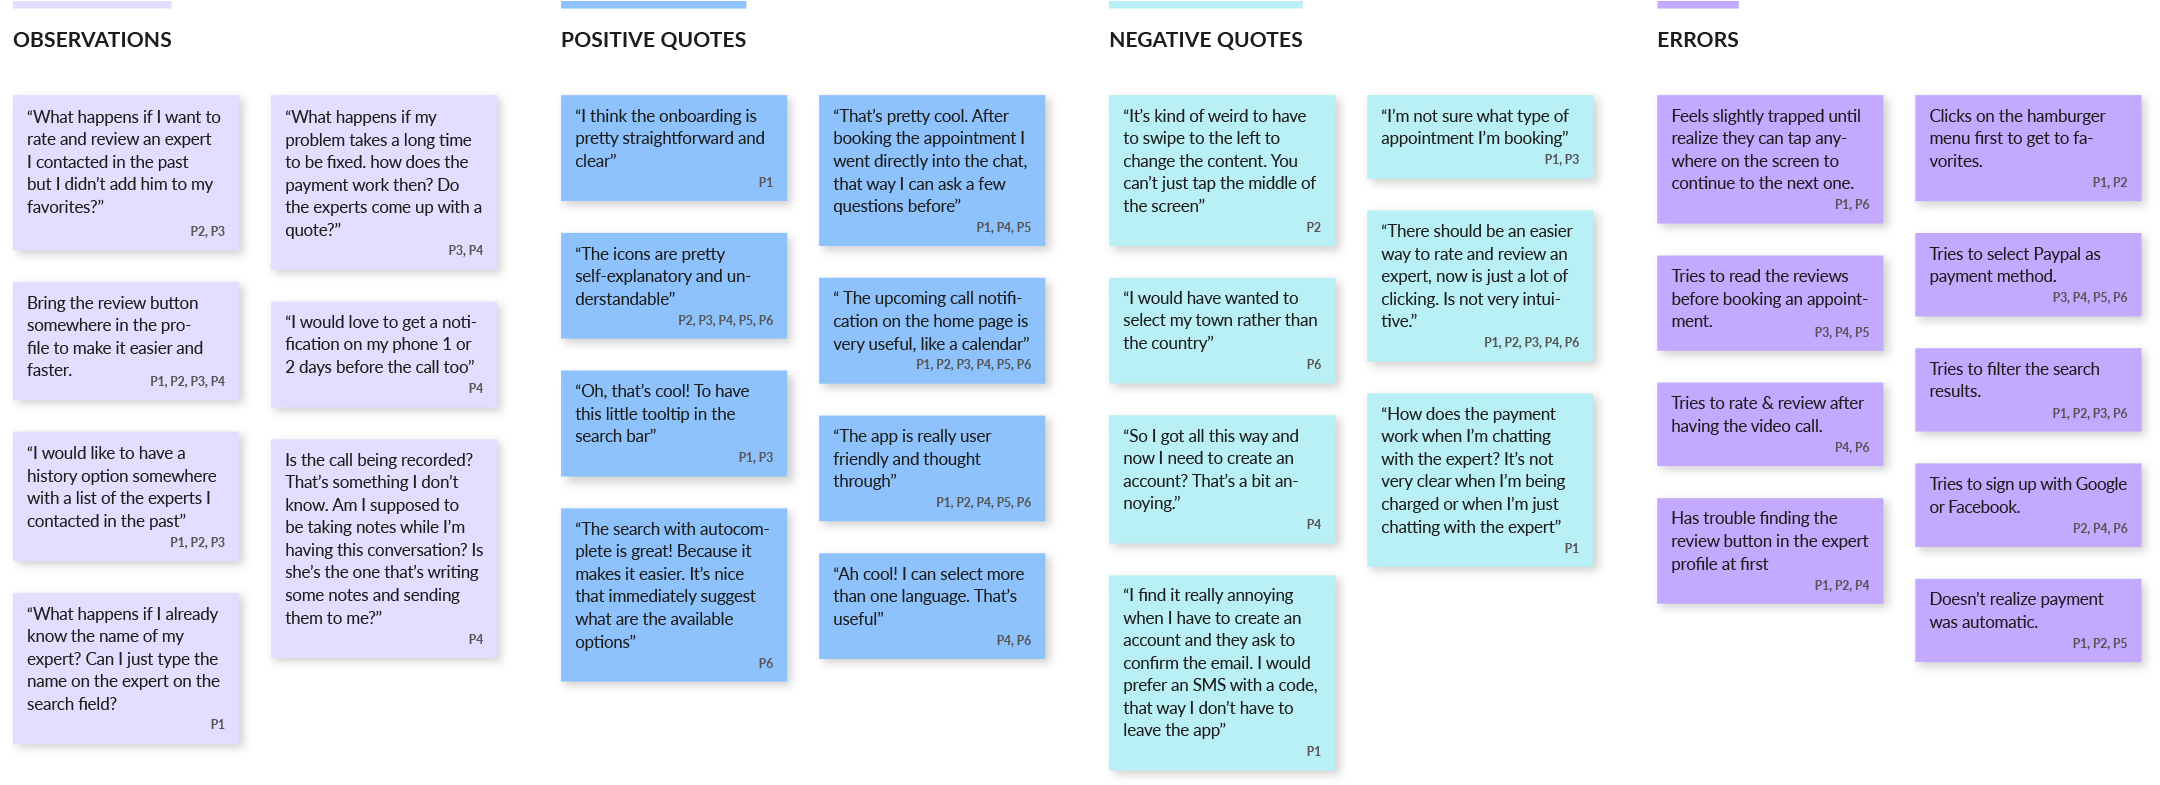 OBSERVATIONS
“What happens if I want to
rate and review an expert
I contacted in the past
but I didn’t add him to my
favorites?”
P2, P3
Bring the review button
somewhere in the pro-
file to make it easier and
faster.
P1, P2, P3, P4
“I would like to have a
history option somewhere
with a list of the experts I
contacted in the past”
P1, P2, P3
“What happens if I already
know the name of my
expert? Can I just type the
name on the expert on the
search field?
P1
“What happens if my
problem takes a long time
to be fixed. how does the
payment work then? Do
the experts come up with a
quote?”
P3, P4
“I would love to get a noti-
fication on my phone 1 or
2 days before the call too”
P4
Is the call being recorded?
That’s something I don’t
know. Am I supposed to
be taking notes while I’m
having this conversation? Is
she’s the one that’s writing
some notes and sending
them to me?”
P4
POSITIVE QUOTES
“I think the onboarding is
pretty straightforward and
clear”
P1
“The icons are pretty
self-explanatory and un-
derstandable”
P2, P3, P4, P5, P6
“Oh, that’s cool! To have
this little tooltip in the
search bar”
P1, P3
“The search with autocom-
plete is great! Because it
makes it easier. It’s nice
that immediately suggest
what are the available
options”
P6
“That’s pretty cool. After
booking the appointment I
went directly into the chat,
that way I can ask a few
questions before”
P1, P4, P5
“ The upcoming call notifi-
cation on the home page is
very useful, like a calendar”
P1, P2, P3, P4, P5, P6
“The app is really user
friendly and thought
through”
P1, P2, P4, P5, P6
“Ah cool! I can select more
than one language. That’s
useful”
P4, P6
NEGATIVE QUOTES
“It’s kind of weird to have
to swipe to the left to
change the content. You
can’t just tap the middle of
the screen”
P2
“I would have wanted to
select my town rather than
the country”
P6
“So I got all this way and
now I need to create an
account? That’s a bit an-
noying.”
P4
“I find it really annoying
when I have to create an
account and they ask to
confirm the email. I would
prefer an SMS with a code,
that way I don’t have to
leave the app”
P1
“I’m not sure what type of
appointment I’m booking”
P1, P3
“There should be an easier
way to rate and review an
expert, now is just a lot of
clicking. Is not very intui-
tive.”
P1, P2, P3, P4, P6
“How does the payment
work when I’m chatting
with the expert? It’s not
very clear when I’m being
charged or when I’m just
chatting with the expert”
P1
ERRORS
Feels slightly trapped until
realize they can tap any-
where on the screen to
continue to the next one.
P1, P6
Tries to read the reviews
before booking an appoint-
ment.
P3, P4, P5
Tries to rate & review after
having the video call.
P4, P6
Has trouble finding the
review button in the expert
profile at first
P1, P2, P4
Clicks on the hamburger
menu first to get to fa-
vorites.
P1, P2
Tries to select Paypal as
payment method.
P3, P4, P5, P6
Tries to filter the search
results.
P1, P2, P3, P6
Tries to sign up with Google
or Facebook.
P2, P4, P6
Doesn’t realize payment
was automatic.
P1, P2, P5